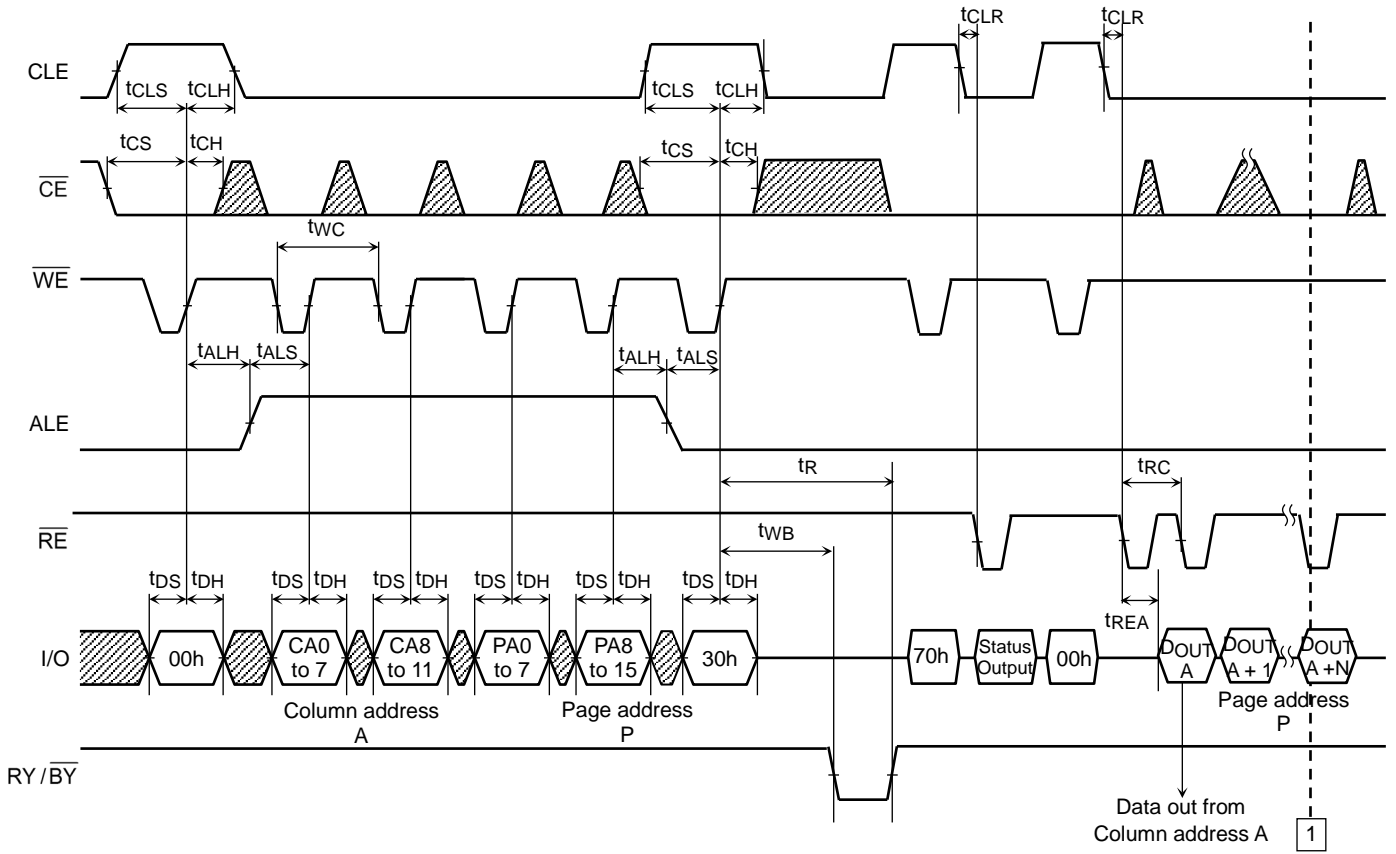 tCLR
tCLR
CLE
tCLS
tCLH
tCLS
tCLH
tCS
tCH
tCS
tCH
CE
tWC
WE
tALH
tALS
tALH
tALS
ALE
tR
tRC
RE
tWB
tDS
tDH
tDS
tDH
tDS
tDH
tDS
tDH
tDS
tDH
tDS
tDH
tREA
I/O
00h
CA0
to 7
CA8
to 11
PA0
to 7
PA8
to 15
30h
70h
Status
Output
00h
DOUT
A
DOUT
A + 1
DOUT
A +N
Column address
A
Page address
P
Page address
P
RY / BY
Data out from
Column address A
1